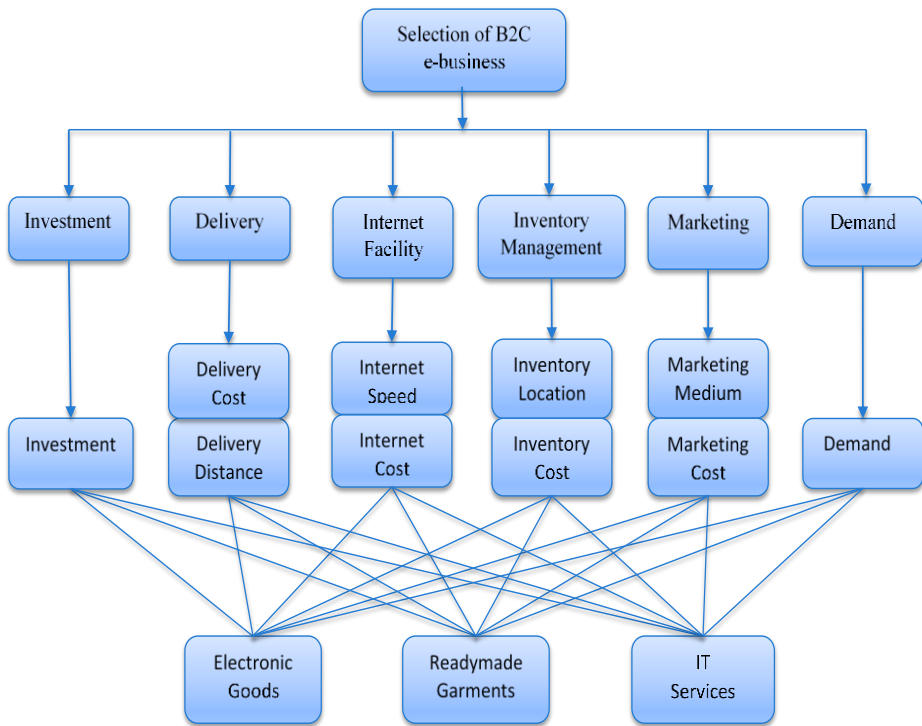 Selection of B2C
e-business
Investment
Delivery
Internet
Facility
Inventory
Management
Marketing
Demand
Delivery
Cost
Internet
Speed
Inventory
Location
Marketing
Medium
Investment
Delivery
Distance
Internet
Cost
Inventory
Cost
Marketing
Cost
Demand
Electronic
Goods
Readymade
Garments
IT
Services